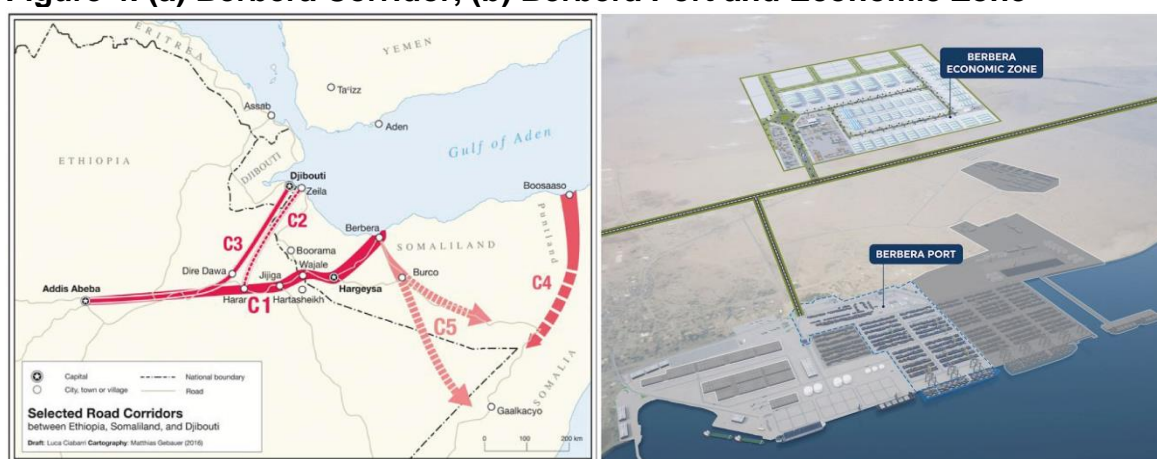 Figure 4: (a) Berbera Corridor; (b) Berbera Port and Economic Zone
ERITREA
YEMEN
Ta'izz
Assab
Aden
ETHIOPIA
DJIBOUTI
Gulf of Aden
Djibouti
Zeila
Boosaaso
C2
C3
Berbera
SOMALILAND
Puntland
Boorama
Dire Dawa
Wajale
Jijiga
Burco
C4
Addis Abeba
Harar
Hartasheikh
Hargeysa
C1
C5
SOMALIA
Gaalkacyo
Capital
National boundary
City, town or village
Road
Selected Road Corridors
between Ethiopia, Somaliland, and Djibouti
Draft: Luca Ciabarri Cartography: Matthias Gebauer (2016)
0 100 200 km
BERBERA
ECONOMIC ZONE
BERBERA PORT